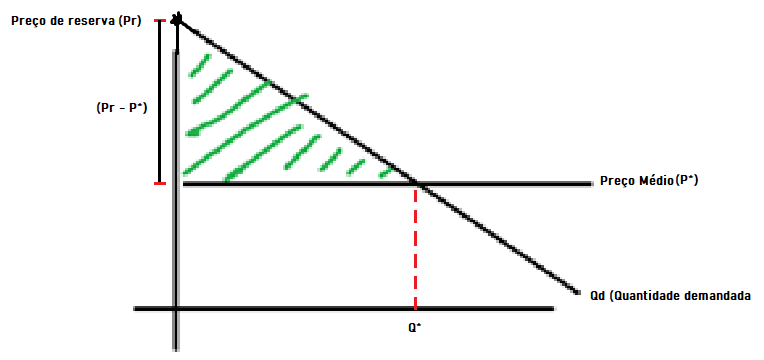 Preço de reserva (Pr)
(Pr - P*)
Preço Médio (P*)
Qd (Quantidade demandada
Q*